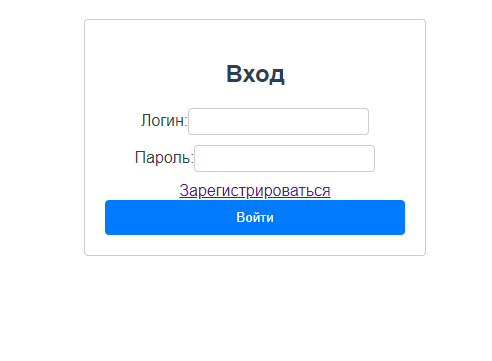 Вход
Логин:
Пароль:
Зарегистрироваться
Войти